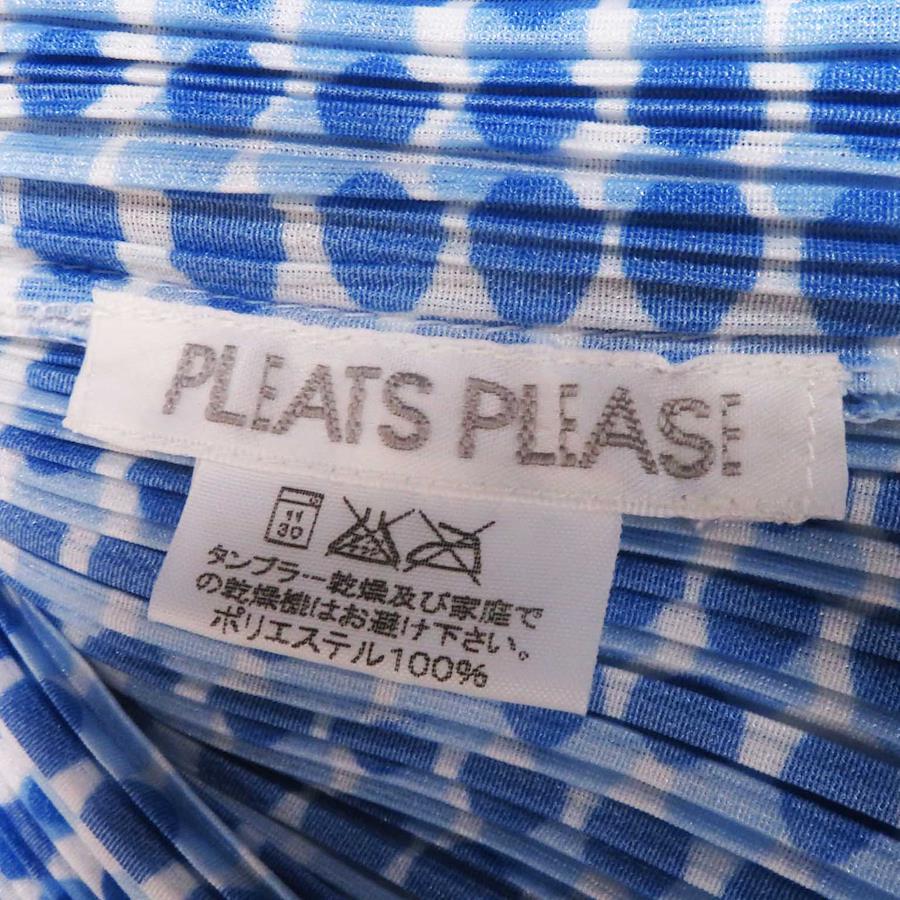 PLEATS PLEASE
11
30
タンブラー乾燥及び家庭で
の乾燥機はお避け下さい。
ポリエステル100%